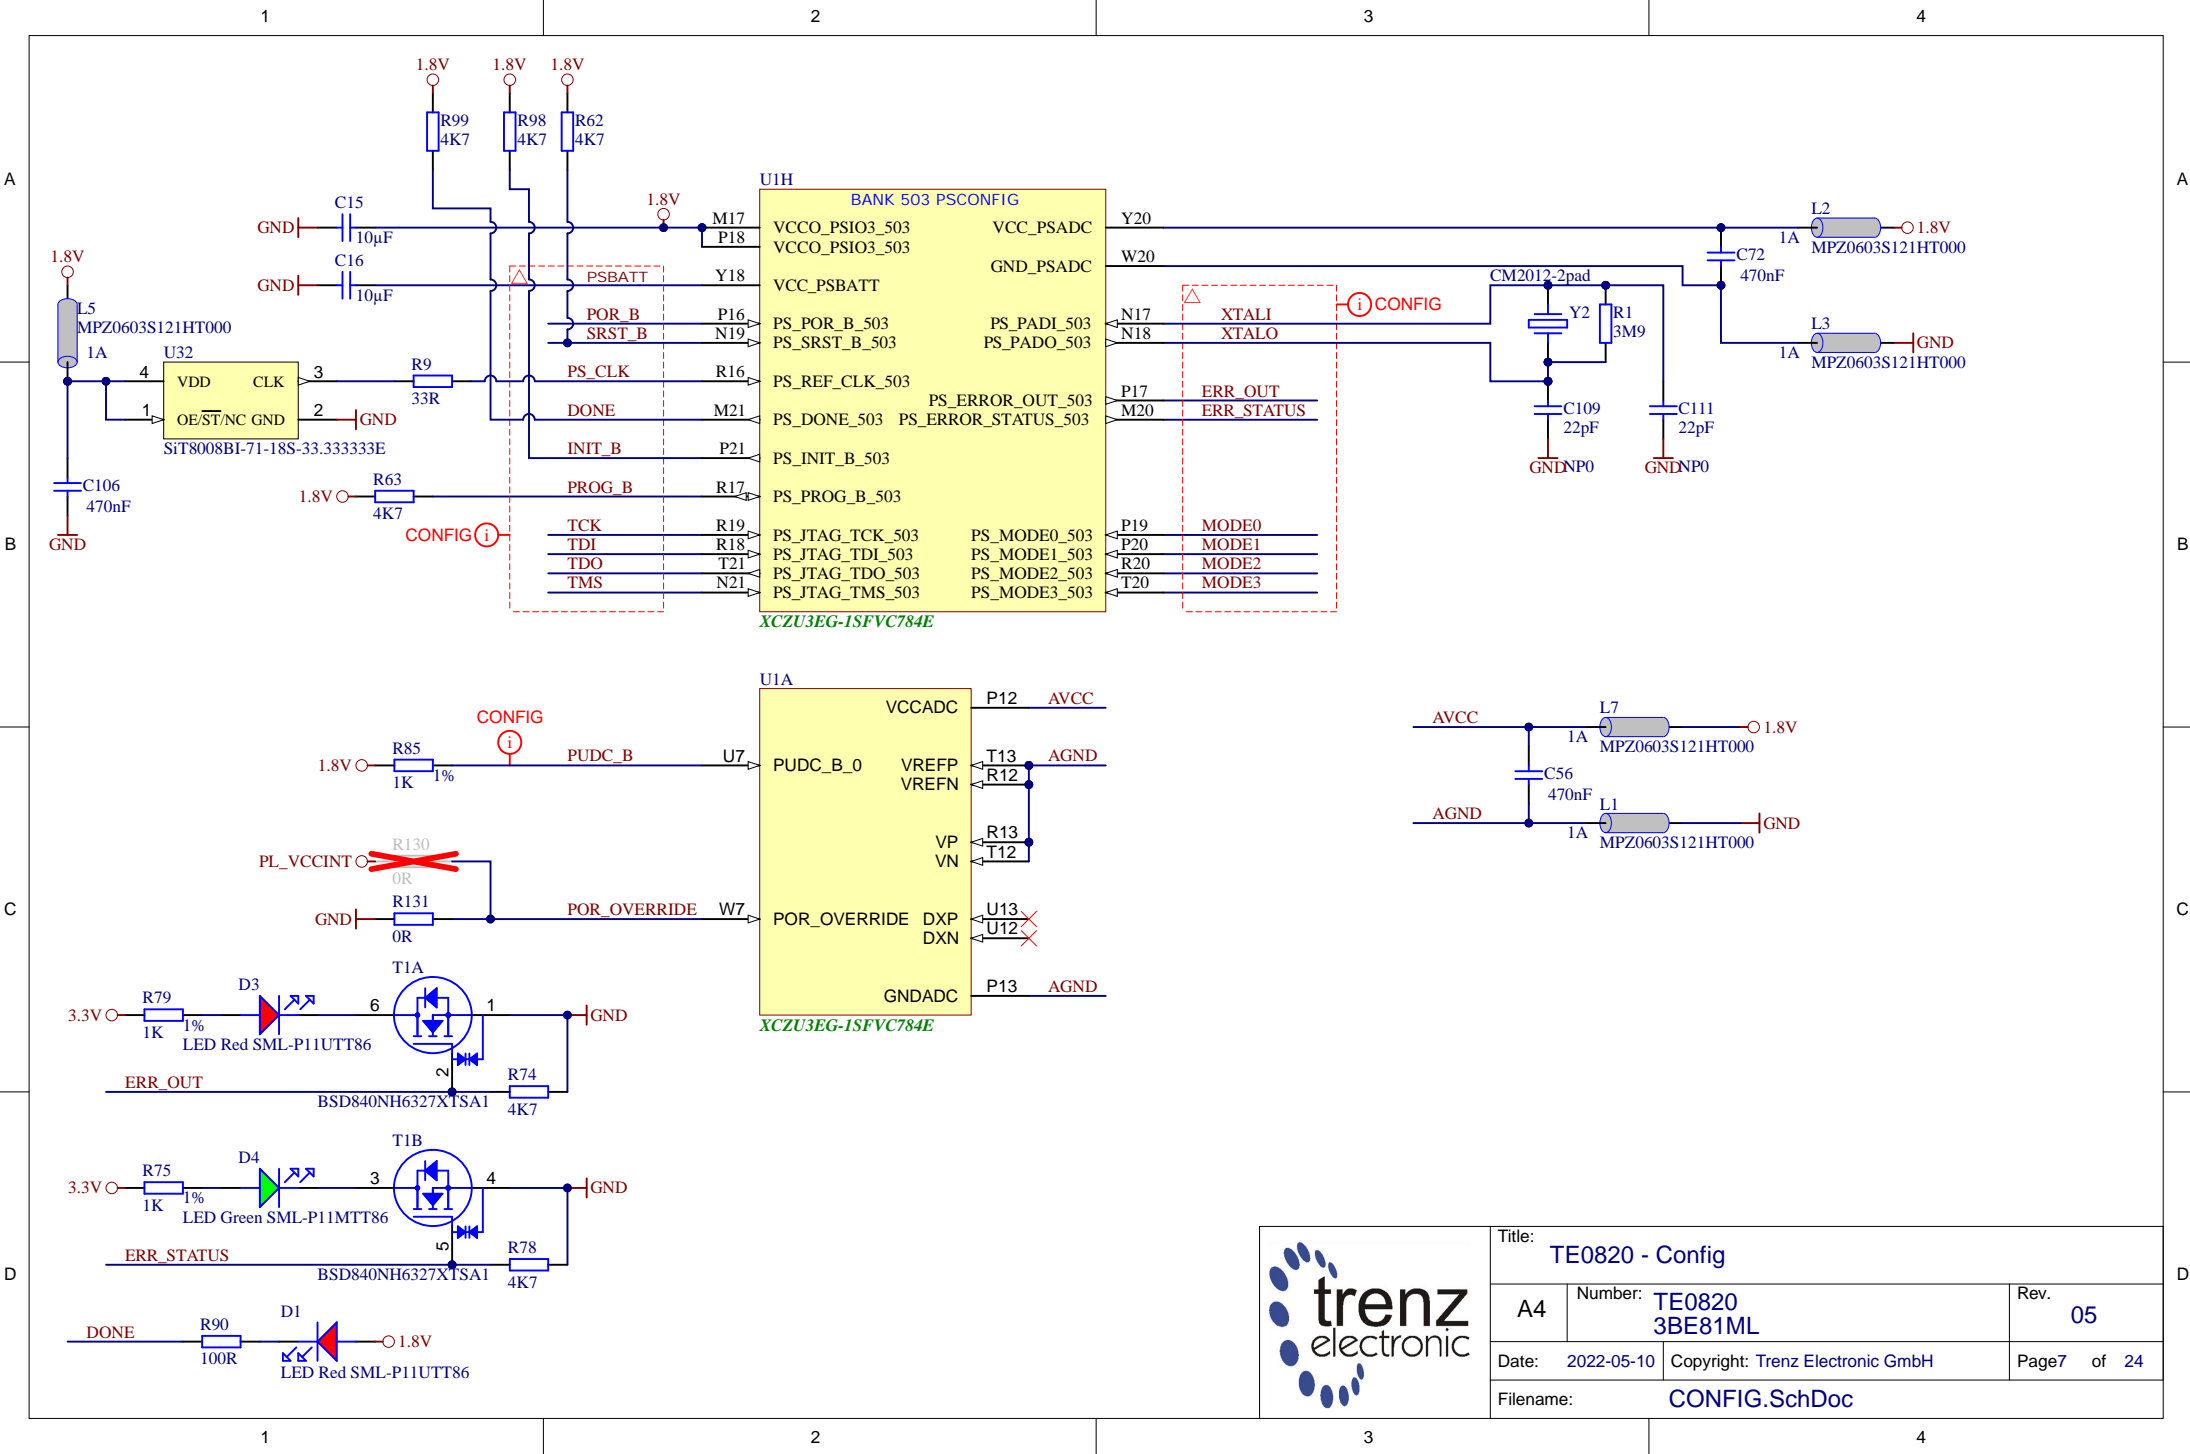 1 2 3 4
A A
B B
C C
D D
1.8V 1.8V 1.8V
R99 4K7
R98 4K7
R62 4K7
1.8V
GND C15 10µF
GND C16 10µF
1.8V
L5
MPZ0603S121HT000
1A
U32
4 VDD CLK 3
1 OE/ST/NC GND 2 GND
SiT8008BI-71-18S-33.333333E
C106
470nF
GND
R9
33R
1.8V R63
4K7
CONFIG i
PSBATT
POR_B
SRST_B
PS_CLK
DONE
INIT_B
PROG_B
TCK
TDI
TDO
TMS
U1H
BANK 503 PSCONFIG
M17 VCCO_PSIO3_503
P18 VCCO_PSIO3_503
Y18 VCC_PSBATT
P16 PS_POR_B_503
N19 PS_SRST_B_503
R16 PS_REF_CLK_503
M21 PS_DONE_503
P21 PS_INIT_B_503
R17 PS_PROG_B_503
R19 PS_JTAG_TCK_503
R18 PS_JTAG_TDI_503
T21 PS_JTAG_TDO_503
N21 PS_JTAG_TMS_503
VCC_PSADC Y20
GND_PSADC W20
PS_PADI_503 N17 XTALI
PS_PADO_503 N18 XTALO
PS_ERROR_OUT_503 P17 ERR_OUT
PS_ERROR_STATUS_503 M20 ERR_STATUS
PS_MODE0_503 P19 MODE0
PS_MODE1_503 P20 MODE1
PS_MODE2_503 R20 MODE2
PS_MODE3_503 T20 MODE3
XCZU3EG-1SFVC784E
i CONFIG
CM2012-2pad
Y2
R1
3M9
C109
22pF
GND NP0
C111
22pF
GND NP0
L2
1A 1.8V
MPZ0603S121HT000
C72
470nF
L3
1A GND
MPZ0603S121HT000
U1A
CONFIG
i
1.8V R85 PUDC_B U7 PUDC_B_0
1K 1%
PL_VCCINT R130
0R
GND R131 POR_OVERRIDE W7 POR_OVERRIDE
0R
VCCADC P12 AVCC
VREFP T13 AGND
VREFN R12
VP R13
VN T12
DXP U13
DXN U12
GNDADC P13 AGND
XCZU3EG-1SFVC784E
AVCC L7 1.8V
1A MPZ0603S121HT000
C56
470nF
AGND L1 GND
1A MPZ0603S121HT000
T1A
3.3V R79 D3 6 1 GND
1K 1%
LED Red SML-P11UTT86
2
ERR_OUT R74
BSD840NH6327XTSA1 4K7
T1B
3.3V R75 D4 3 4 GND
1K 1%
LED Green SML-P11MTT86
5
ERR_STATUS R78
BSD840NH6327XTSA1 4K7
D1
DONE R90 1.8V
100R
LED Red SML-P11UTT86
trenz
electronic
Title:
TE0820 - Config
A4 Number: TE0820
3BE81ML
Rev.
05
Date: 2022-05-10 Copyright: Trenz Electronic GmbH Page7 of 24
Filename: CONFIG.SchDoc
1 2 3 4